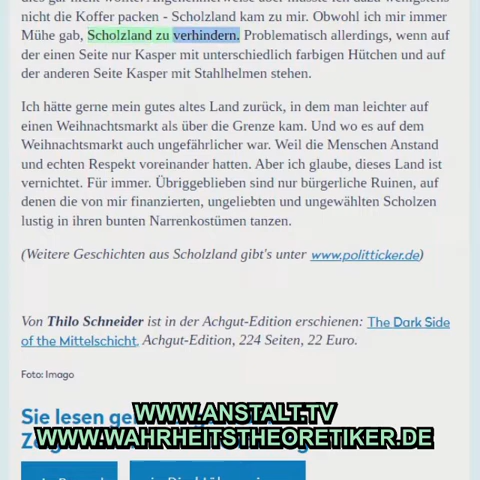 nicht die Koffer packen - Scholzland kam zu mir. Obwohl ich mir immer
Mühe gab, Scholzland zu verhindern. Problematisch allerdings, wenn auf
der einen Seite nur Kasper mit unterschiedlich farbigen Hütchen und auf
der anderen Seite Kasper mit Stahlhelmen stehen.
Ich hätte gerne mein gutes altes Land zurück, in dem man leichter auf
einen Weihnachtsmarkt als über die Grenze kam. Und wo es auf dem
Weihnachtsmarkt auch ungefährlicher war. Weil die Menschen Anstand
und echten Respekt voreinander hatten. Aber ich glaube, dieses Land ist
vernichtet. Für immer. Übriggeblieben sind nur bürgerliche Ruinen, auf
denen die von mir finanzierten, ungeliebten und ungewählten Scholzen
lustig in ihren bunten Narrenkostümen tanzen.
(Weitere Geschichten aus Scholzland gibt's unter www.politticker.de)
Von Thilo Schneider ist in der Achgut-Edition erschienen: The Dark Side
of the Mittelschicht, Achgut-Edition, 224 Seiten, 22 Euro.
Foto: Imago
Sie lesen
WWW.ANSTALT.TV
WWW.WAHRHEITSTHEORETIKER.DE